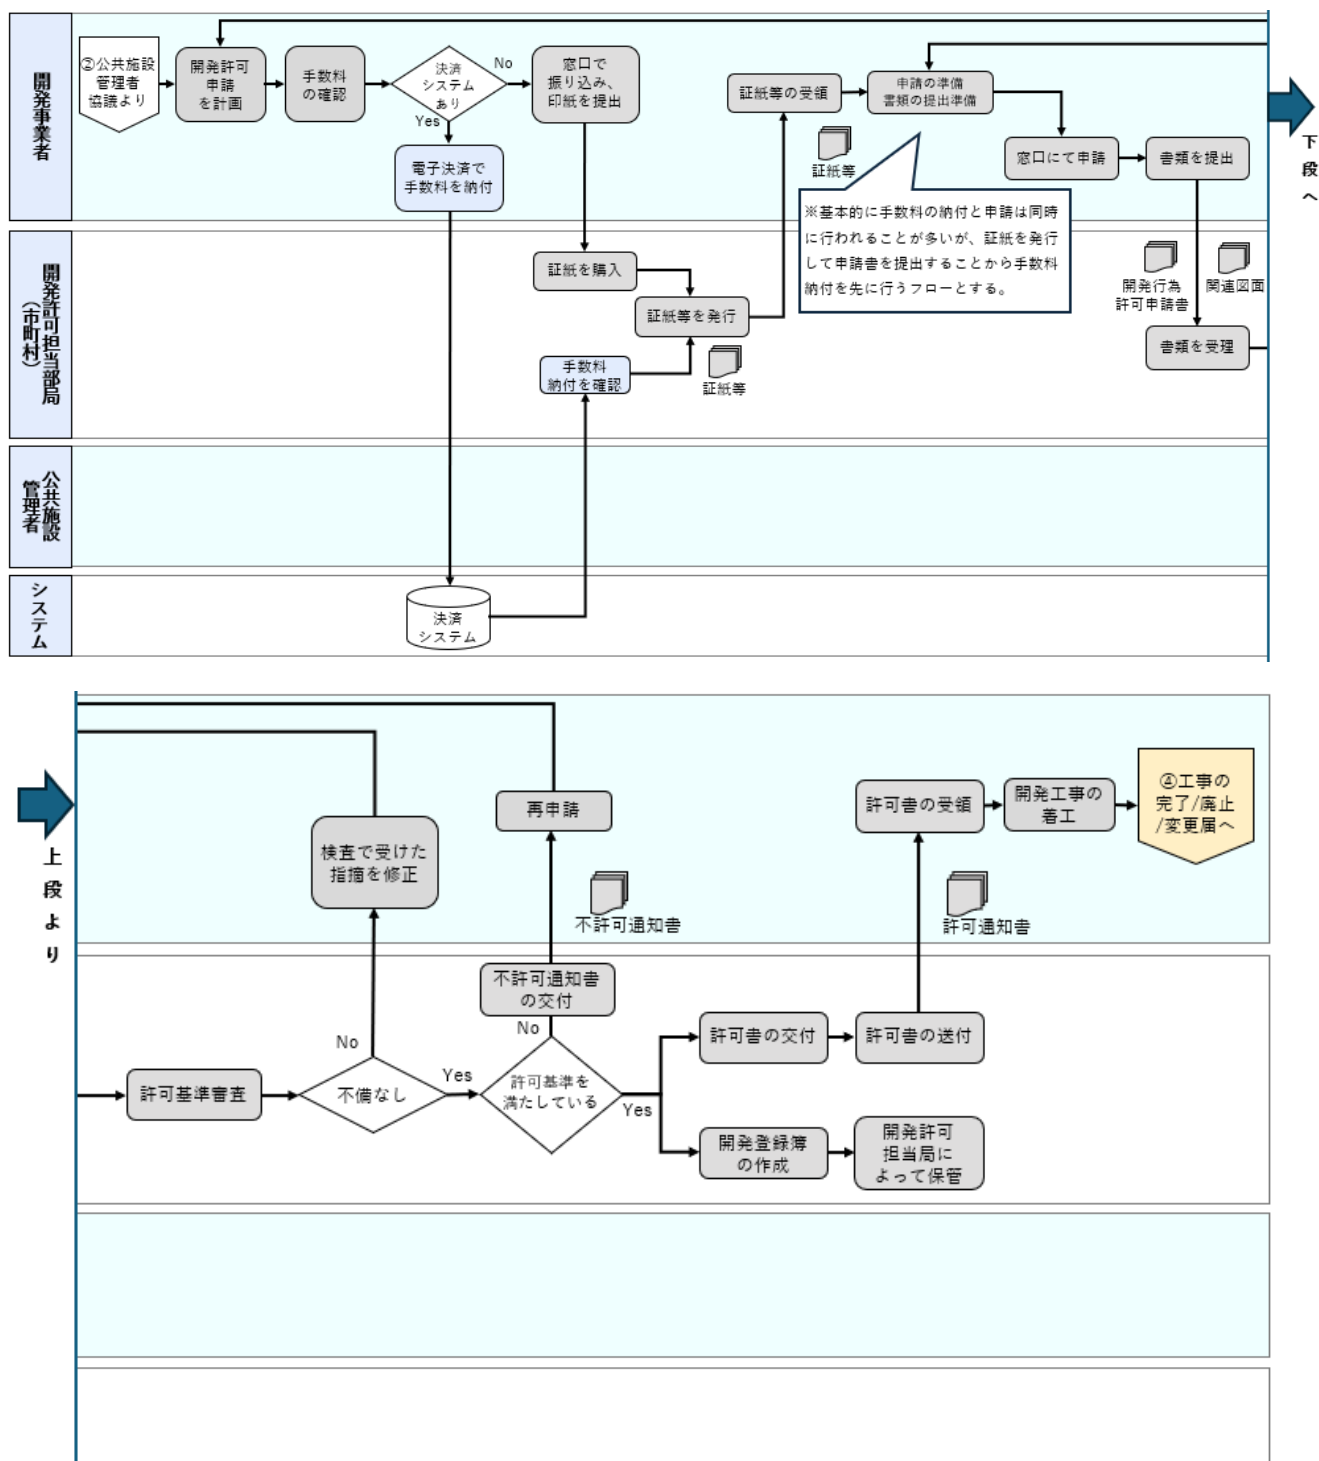 開発事業者
②公共施設
管理者
協議より
開発許可
申請
を計画
手数料
の確認
決済
システム
あり
No
Yes
窓口で
振り込み、
印紙を提出
電子決済で
手数料を納付
証紙等の受領
証紙等
申請の準備
書類の提出準備
窓口にて申請
書類を提出
下段へ
※基本的に手数料の納付と申請は同時
に行われることが多いが、証紙を発行
して申請書を提出することから手数料
納付を先に行うフローとする。
開発許可担当部局
（市町村）
証紙を購入
証紙等を発行
手数料
納付を確認
証紙等
開発行為
許可申請書
関連図面
書類を受理
公共施設
管理者
システム
決済
システム
上段より
検査で受けた
指摘を修正
再申請
不許可通知書
許可書の受領
開発工事の
着工
④工事の
完了/廃止
/変更届へ
許可通知書
不許可通知書
の交付
No
No
許可基準審査
不備なし
Yes
許可基準を
満たしている
Yes
許可書の交付
許可書の送付
開発登録簿
の作成
開発許可
担当局に
よって保管